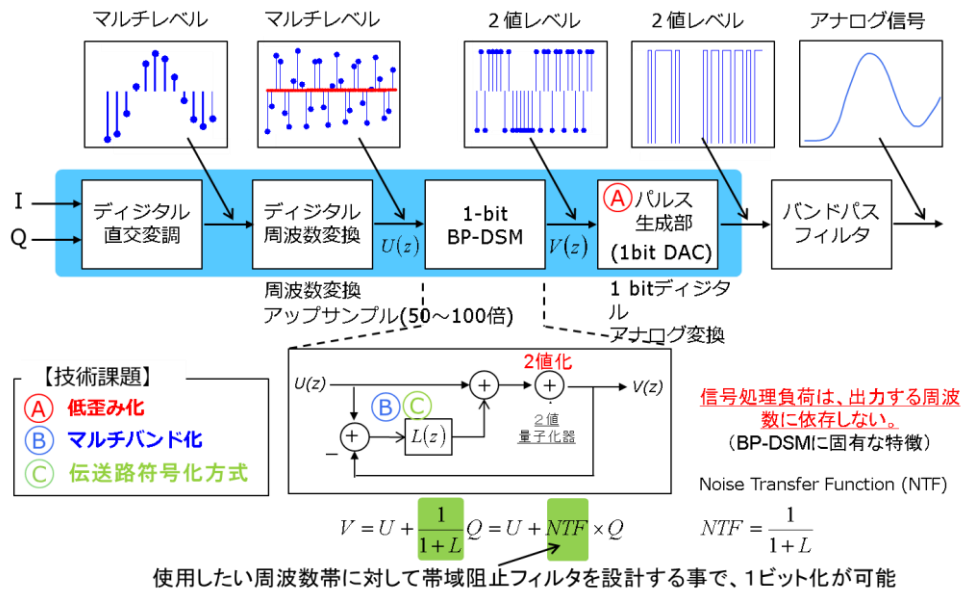 マルチレベル
マルチレベル
2値レベル
2値レベル
アナログ信号
I
Q
ディジタル
直交変調
ディジタル
周波数変換
U(z)
1-bit
BP-DSM
V(z)
A
パルス
生成部
(1bit DAC)
バンドパス
フィルタ
周波数変換
アップサンプル(50～100倍)
1 bitディジタル
アナログ変換
【技術課題】
A 低歪み化
B マルチバンド化
C 伝送路符号化方式
U(z)
2値化
V(z)
B C
L(z)
2値
量子化器
+
+
+
−
信号処理負荷は、出力する周波
数に依存しない。
（BP-DSMに固有な特徴）
Noise Transfer Function (NTF)
V = U + 1/(1+L) Q = U + NTF × Q
NTF = 1/(1+L)
使用したい周波数帯に対して帯域阻止フィルタを設計する事で、1ビット化が可能